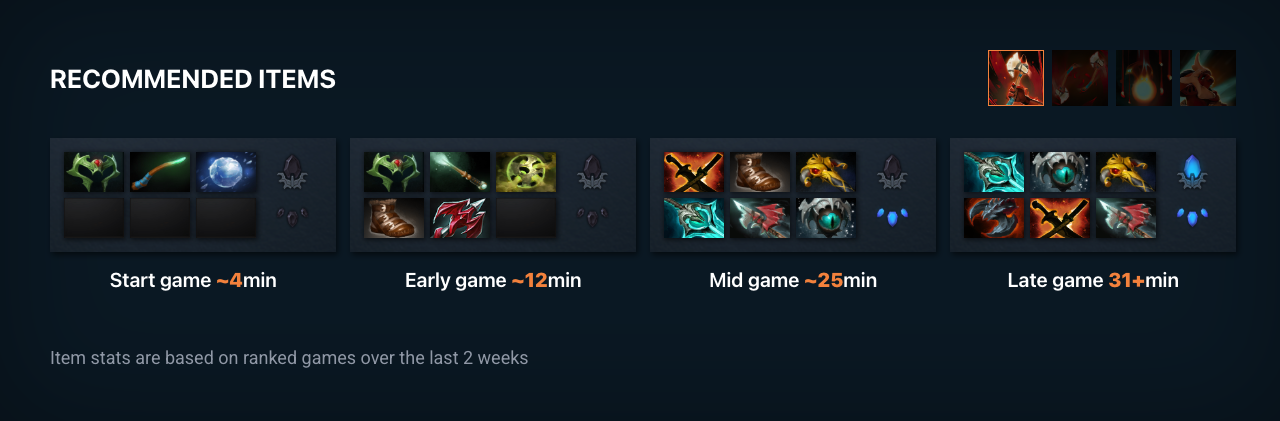 RECOMMENDED ITEMS
Start game ~4min
Early game ~12min
Mid game ~25min
Late game 31+min
Item stats are based on ranked games over the last 2 weeks